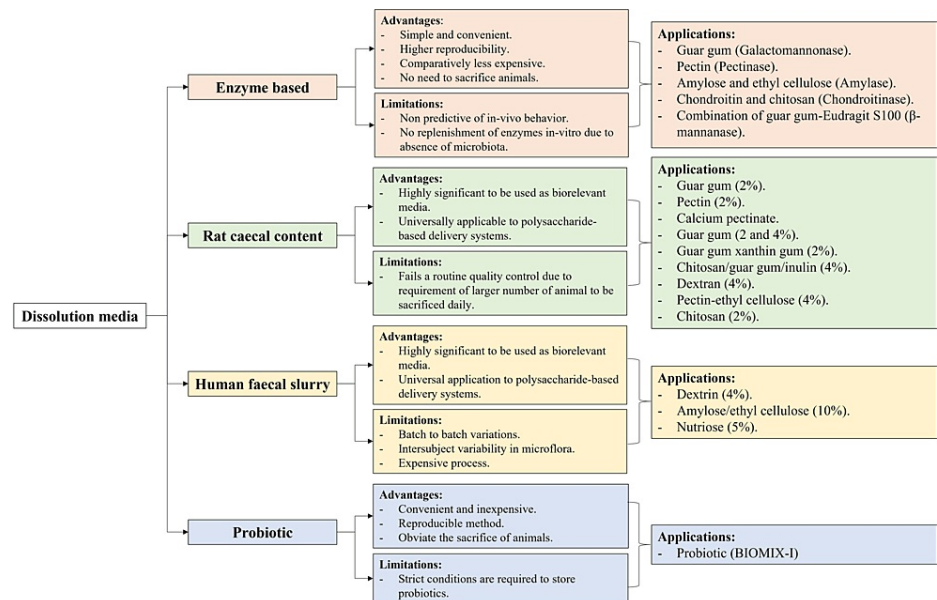 Dissolution media
Enzyme based
Advantages:
- Simple and convenient.
- Higher reproducibility.
- Comparatively less expensive.
- No need to sacrifice animals.
Limitations:
- Non predictive of in-vivo behavior.
- No replenishment of enzymes in-vitro due to
absence of microbiota.
Applications:
- Guar gum (Galactomannonase).
- Pectin (Pectinase).
- Amylose and ethyl cellulose (Amylase).
- Chondroitin and chitosan (Chondroitinase).
- Combination of guar gum-Eudragit S100 (β-
mannanase).
Rat caecal content
Advantages:
- Highly significant to be used as biorelevant
media.
- Universally applicable to polysaccharide-
based delivery systems.
Limitations:
- Fails a routine quality control due to
requirement of larger number of animal to be
sacrificed daily.
Applications:
- Guar gum (2%).
- Pectin (2%).
- Calcium pectinate.
- Guar gum (2 and 4%).
- Guar gum xanthin gum (2%).
- Chitosan/guar gum/inulin (4%).
- Dextran (4%).
- Pectin-ethyl cellulose (4%).
- Chitosan (2%).
Human faecal slurry
Advantages:
- Highly significant to be used as biorelevant
media.
- Universal application to polysaccharide-based
delivery systems.
Limitations:
- Batch to batch variations.
- Intersubject variability in microflora.
- Expensive process.
Applications:
- Dextrin (4%).
- Amylose/ethyl cellulose (10%).
- Nutriose (5%).
Probiotic
Advantages:
- Convenient and inexpensive.
- Reproducible method.
- Obviate the sacrifice of animals.
Limitations:
- Strict conditions are required to store
probiotics.
Applications:
- Probiotic (BIOMIX-I)